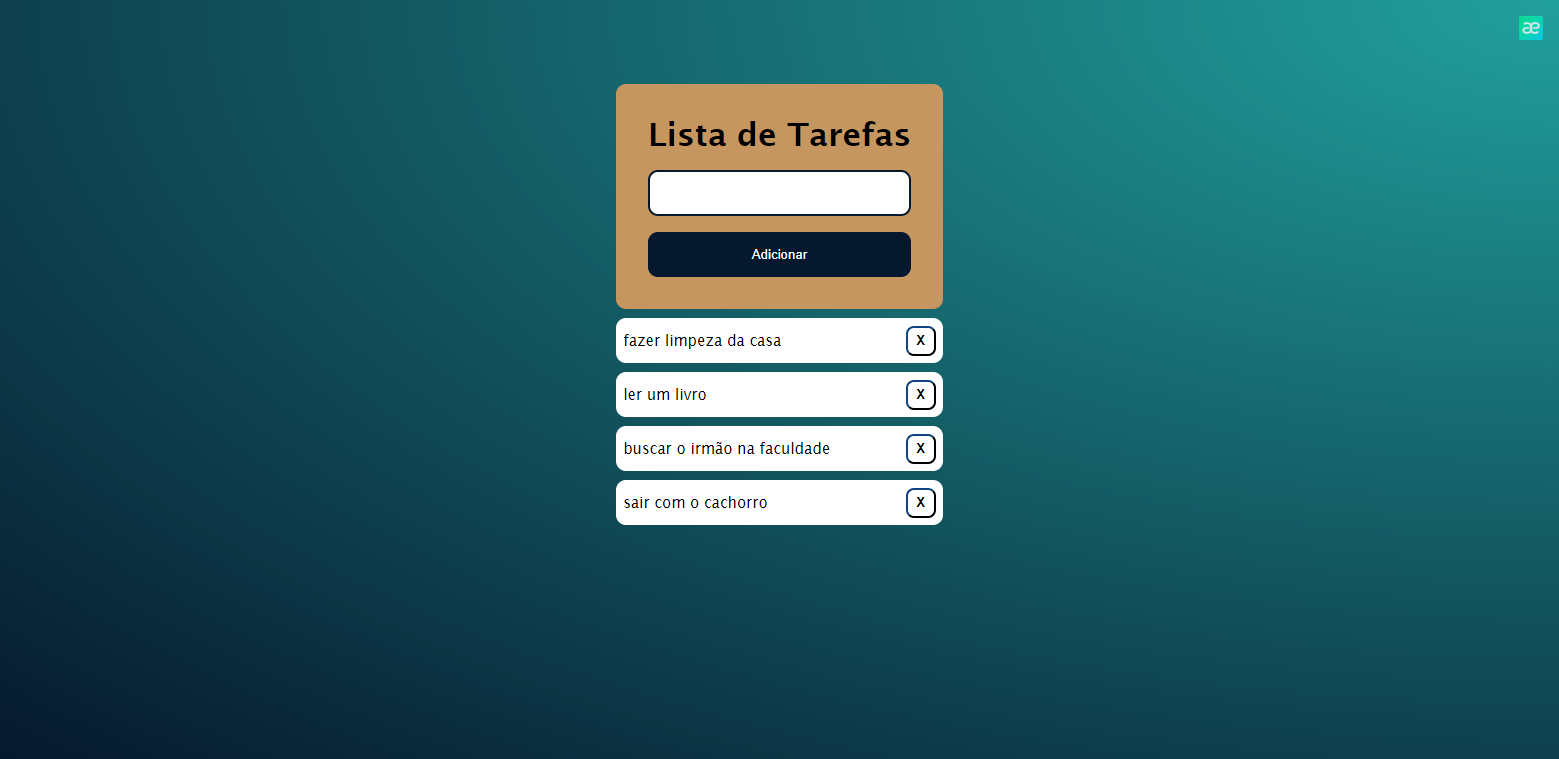 æ
Lista de Tarefas
Adicionar
fazer limpeza da casa X
ler um livro X
buscar o irmão na faculdade X
sair com o cachorro X